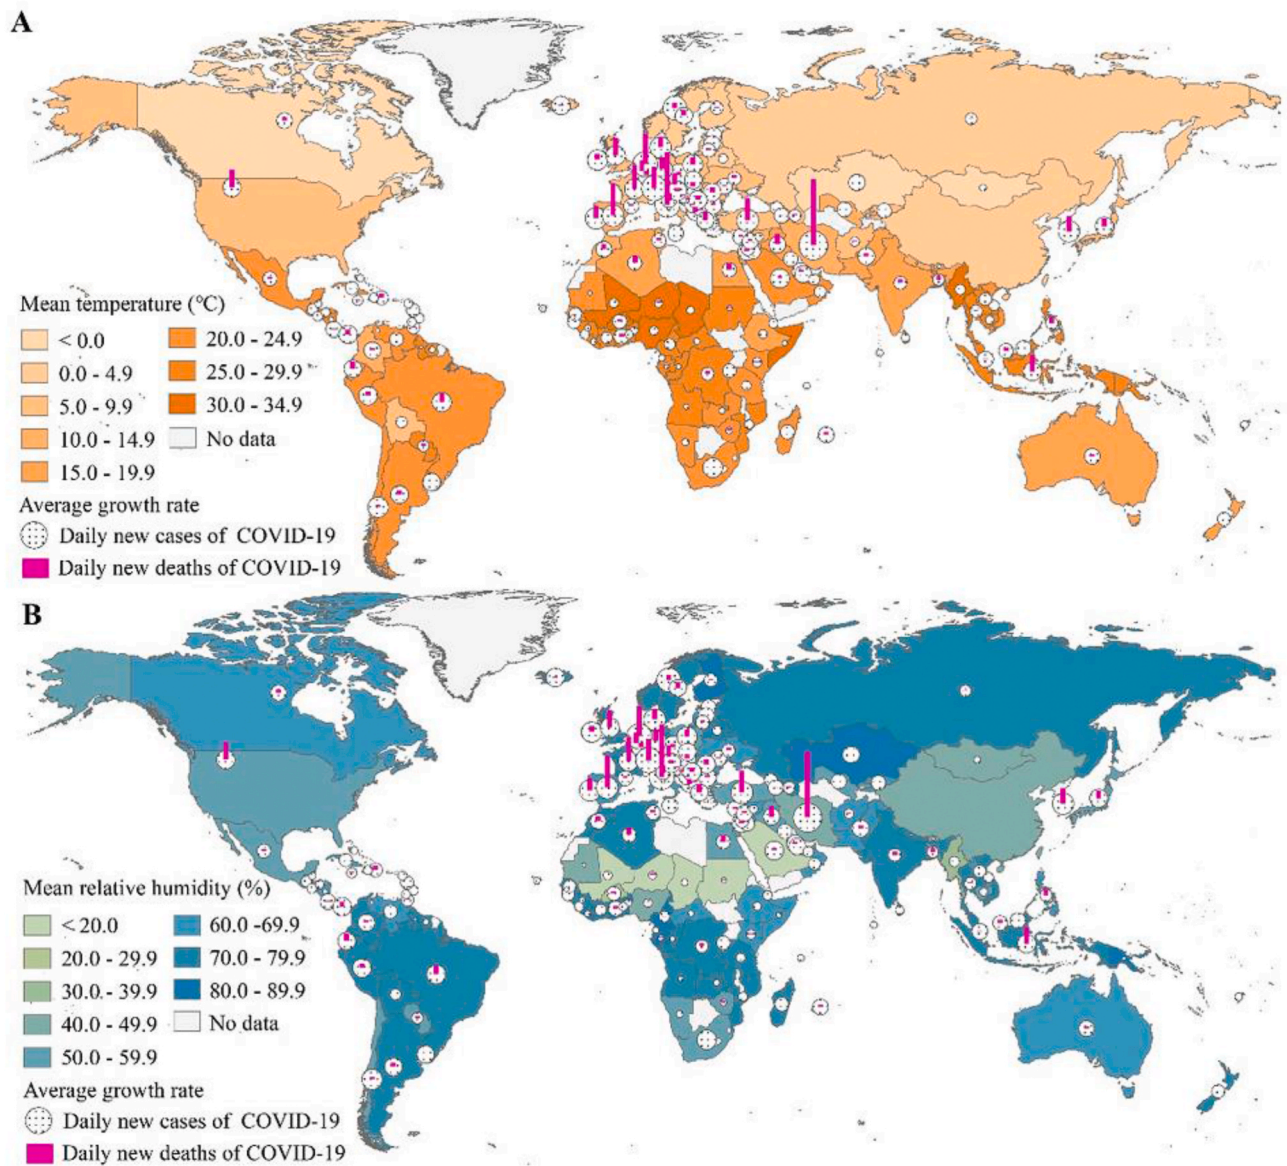 A
Mean temperature (°C)
< 0.0
0.0 - 4.9
5.0 - 9.9
10.0 - 14.9
15.0 - 19.9
20.0 - 24.9
25.0 - 29.9
30.0 - 34.9
No data
Average growth rate
Daily new cases of COVID-19
Daily new deaths of COVID-19
B
Mean relative humidity (%)
< 20.0
20.0 - 29.9
30.0 - 39.9
40.0 - 49.9
50.0 - 59.9
60.0 -69.9
70.0 - 79.9
80.0 - 89.9
No data
Average growth rate
Daily new cases of COVID-19
Daily new deaths of COVID-19